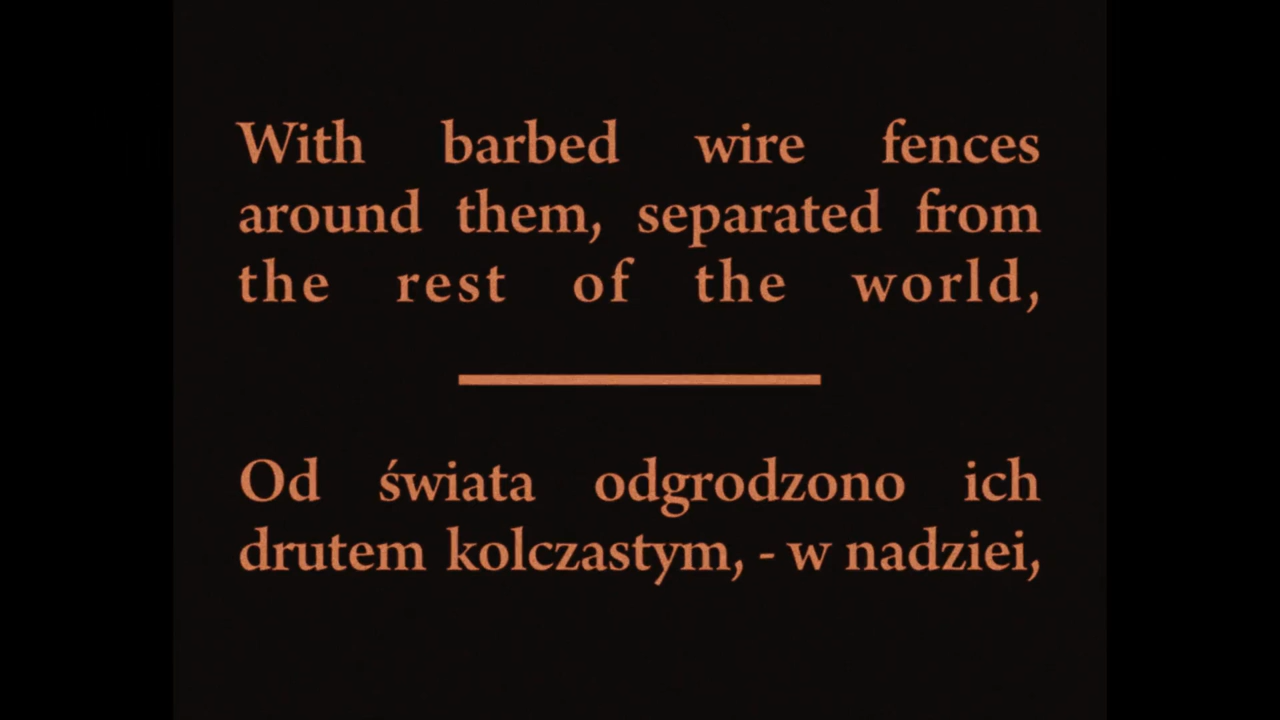 With barbed wire fences
around them, separated from
the rest of the world,
Od świata odgrodzono ich
drutem kolczastym, - w nadziei,